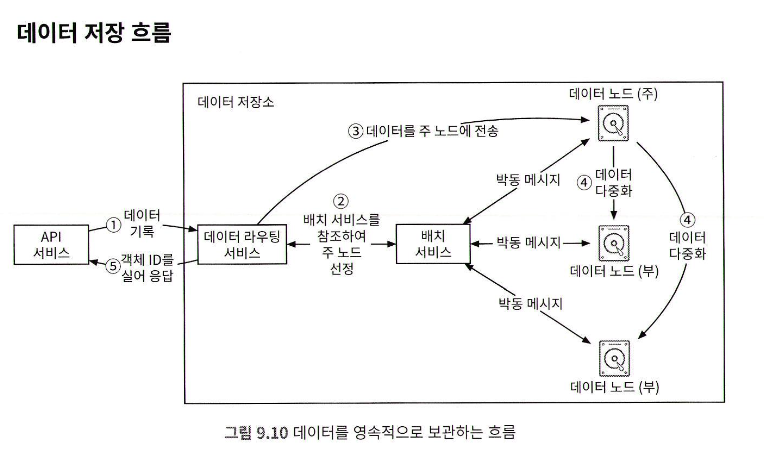 데이터 저장 흐름
데이터 저장소
데이터 노드 (주)
③ 데이터를 주 노드에 전송
박동 메시지
④ 데이터
다중화
② 
배치 서비스를
참조하여
주 노드
선정
① 데이터
기록
API
서비스
데이터 라우팅
서비스
배치
서비스
박동 메시지
④
데이터
다중화
⑤ 객체 ID를
실어 응답
데이터 노드 (부)
박동 메시지
데이터 노드 (부)
그림 9.10 데이터를 영속적으로 보관하는 흐름